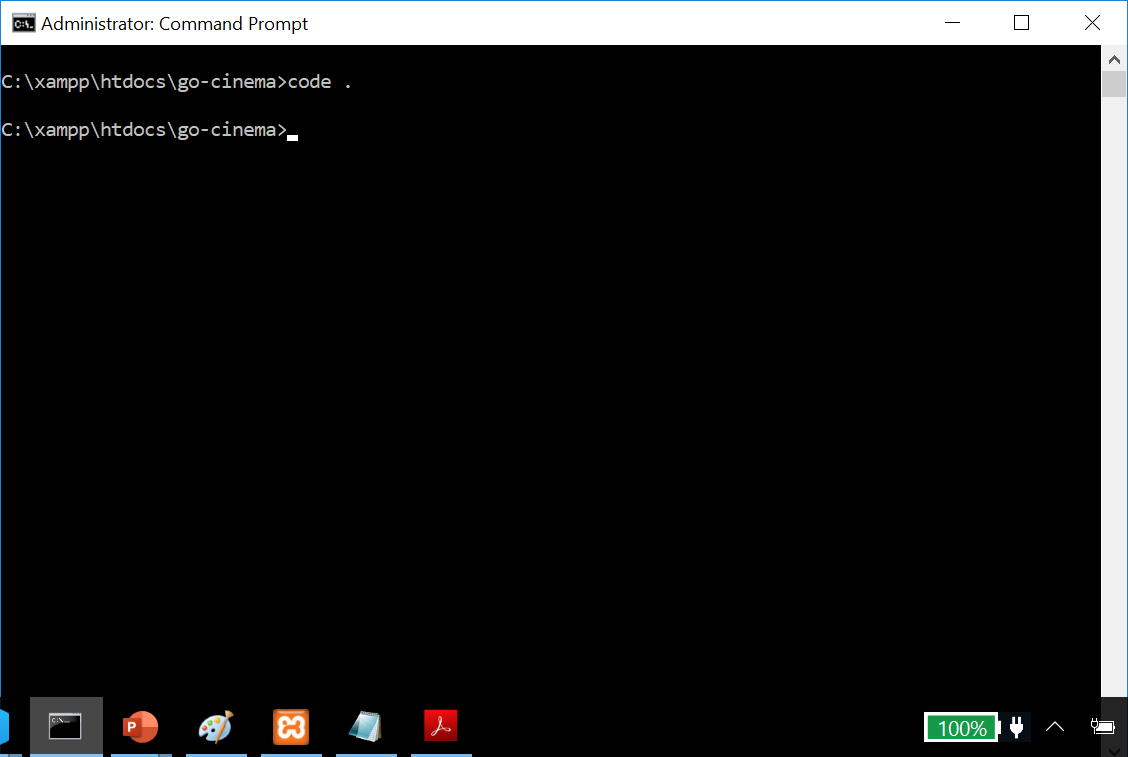 Administrator: Command Prompt
C:\xampp\htdocs\go-cinema>code .
C:\xampp\htdocs\go-cinema>
100%